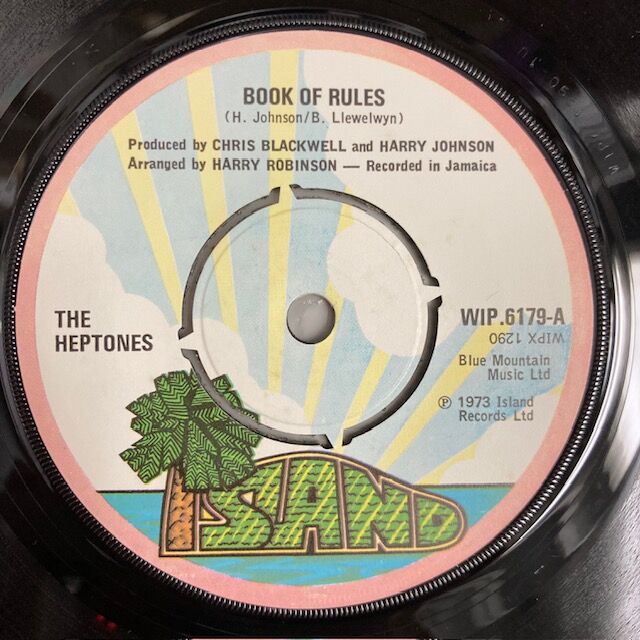 BOOK OF RULES
(H. Johnson/B. Llewelwyn)
Produced by CHRIS BLACKWELL and HARRY JOHNSON
Arranged by HARRY ROBINSON — Recorded in Jamaica
THE
HEPTONES
WIP.6179-A
WIPX 1290
Blue Mountain
Music Ltd
℗ 1973 Island
Records Ltd
ISLAND